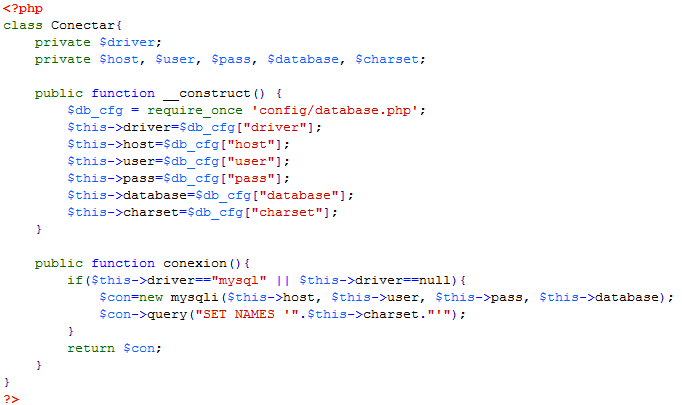 <?php
class Conectar{
    private $driver;
    private $host, $user, $pass, $database, $charset;

    public function __construct() {
        $db_cfg = require_once 'config/database.php';
        $this->driver=$db_cfg["driver"];
        $this->host=$db_cfg["host"];
        $this->user=$db_cfg["user"];
        $this->pass=$db_cfg["pass"];
        $this->database=$db_cfg["database"];
        $this->charset=$db_cfg["charset"];
    }

    public function conexion(){
        if($this->driver=="mysql" || $this->driver==null){
            $con=new mysqli($this->host, $this->user, $this->pass, $this->database);
            $con->query("SET NAMES '".$this->charset."'");
        }
        return $con;
    }
}
?>